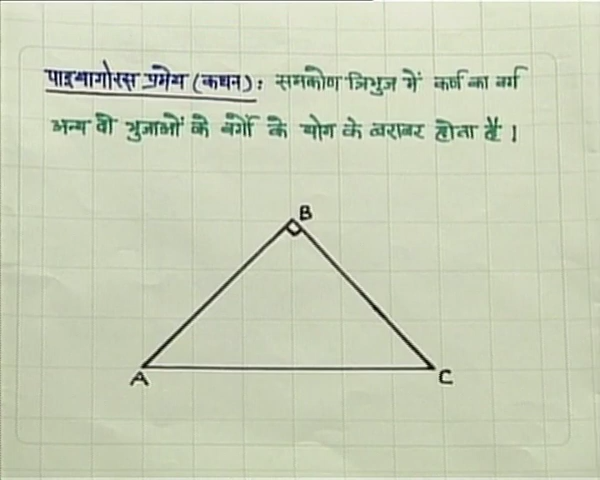 पाइथागोरस प्रमेय (कथन) : समकोण त्रिभुज में कर्ण का वर्ग
अन्य दो भुजाओं के वर्गों के योग के बराबर होता है ।
B
A
C